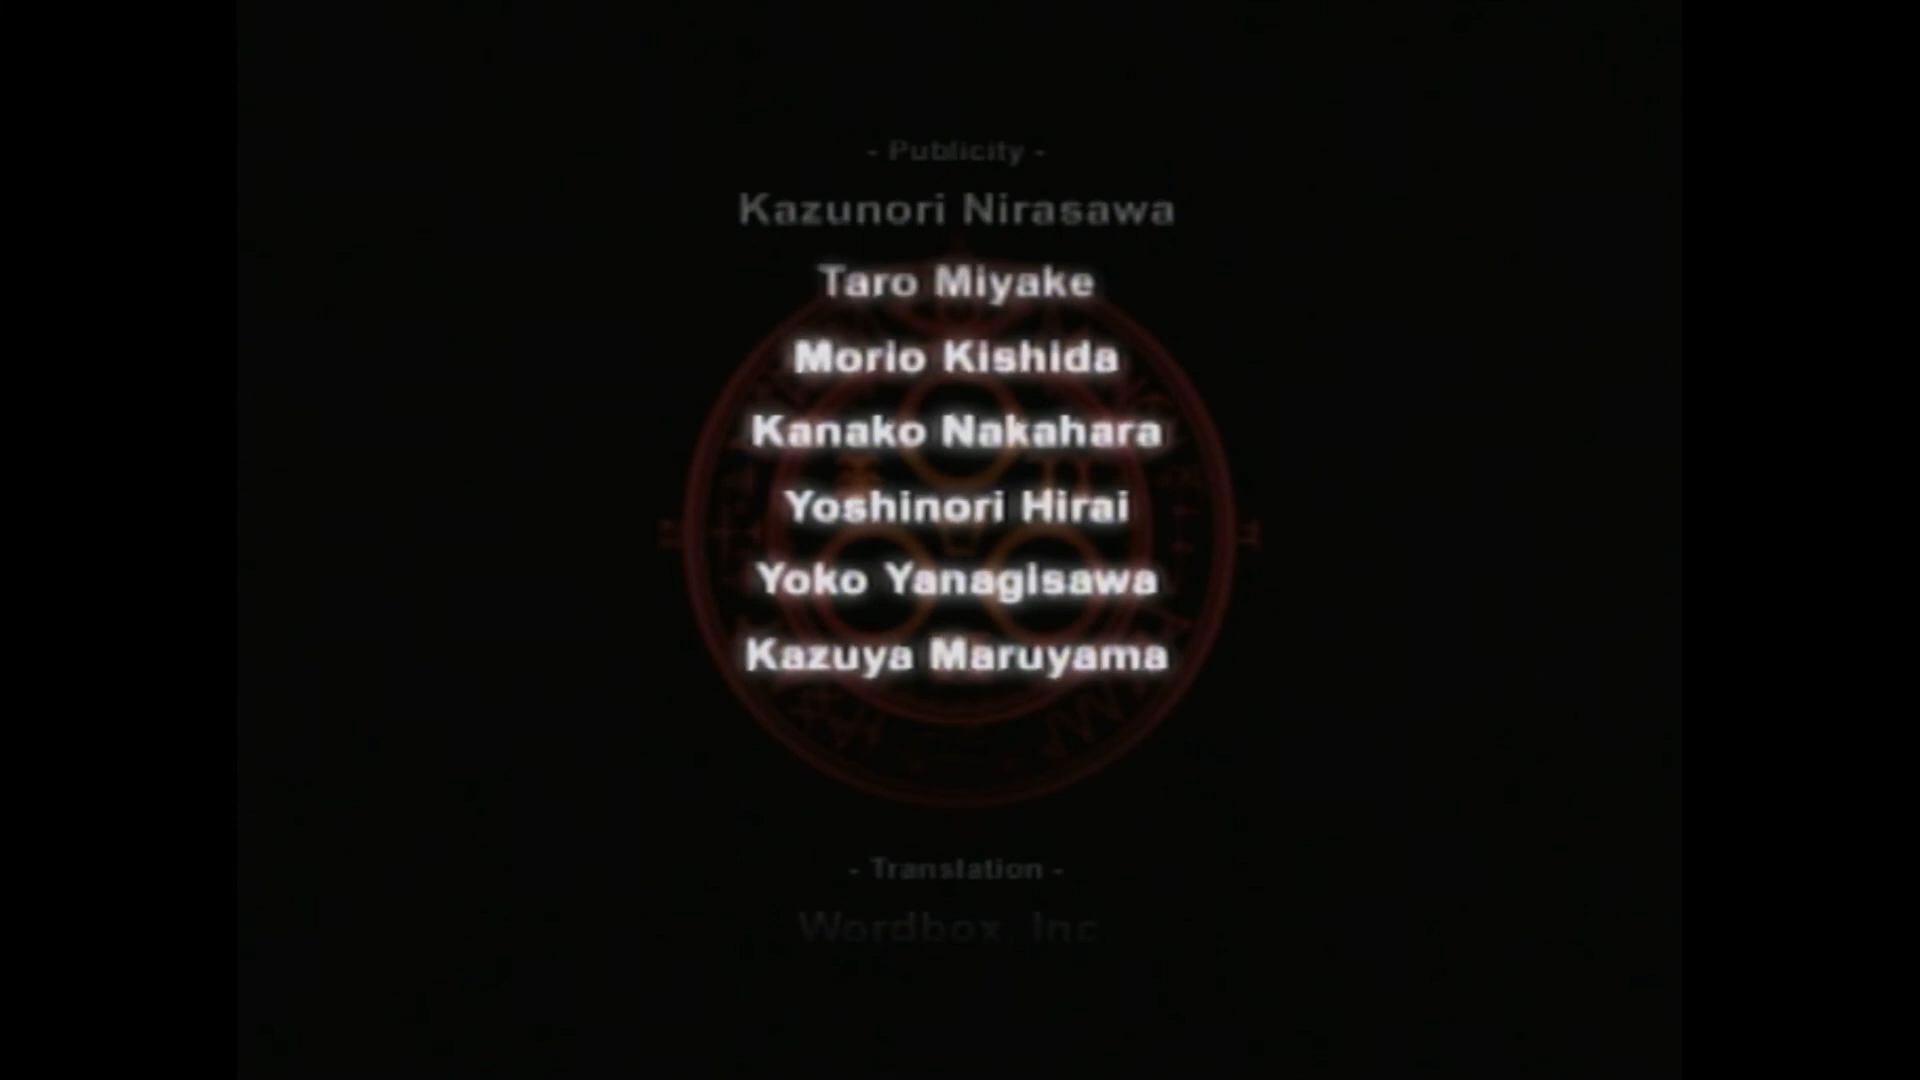 - Publicity -
Kazunori Nirasawa
Taro Miyake
Morio Kishida
Kanako Nakahara
Yoshinori Hirai
Yoko Yanagisawa
Kazuya Maruyama
- Translation -
Wordbox, Inc